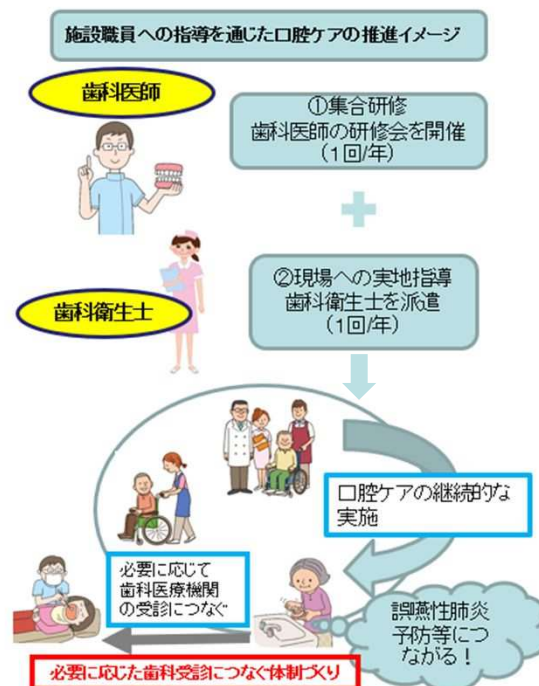 施設職員への指導を通じた口腔ケアの推進イメージ
歯科医師
①集合研修
歯科医師の研修会を開催
(1回/年)
歯科衛生士
②現場への実地指導
歯科衛生士を派遣
(1回/年)
口腔ケアの継続的な
実施
必要に応じて
歯科医療機関
の受診につなぐ
誤嚥性肺炎
予防等につ
ながる！
必要に応じた歯科受診につなぐ体制づくり